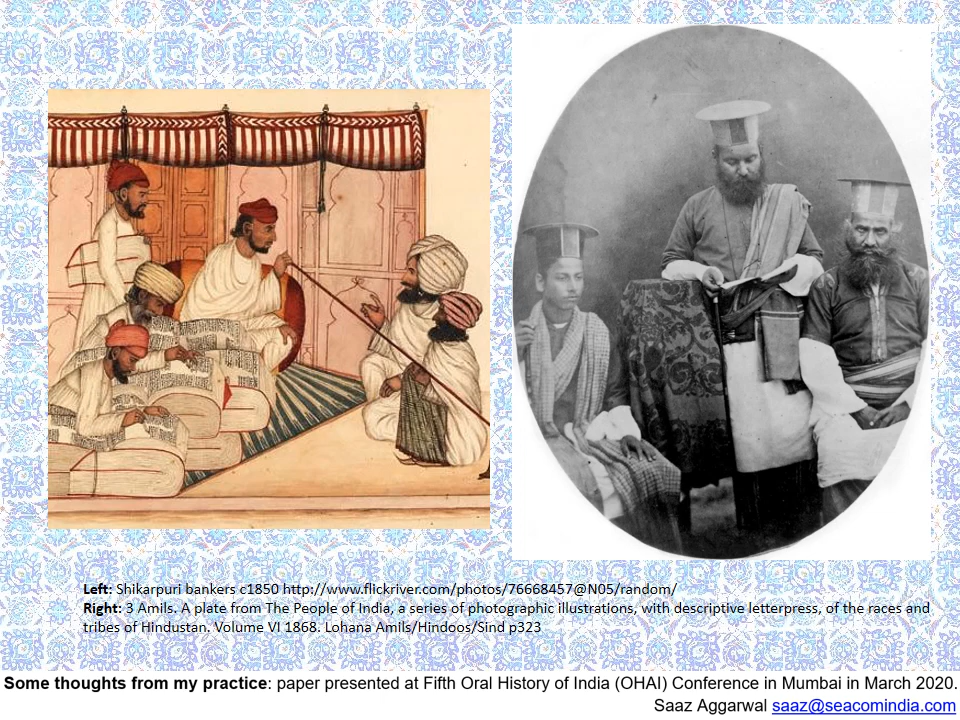 Left: Shikarpuri bankers c1850 http://www.flickriver.com/photos/76668457@N05/random/
Right: 3 Amils. A plate from The People of India, a series of photographic illustrations, with descriptive letterpress, of the races and
tribes of Hindustan. Volume VI 1868. Lohana Amils/Hindoos/Sind p323
Some thoughts from my practice: paper presented at Fifth Oral History of India (OHAI) Conference in Mumbai in March 2020.
Saaz Aggarwal saaz@seacomindia.com